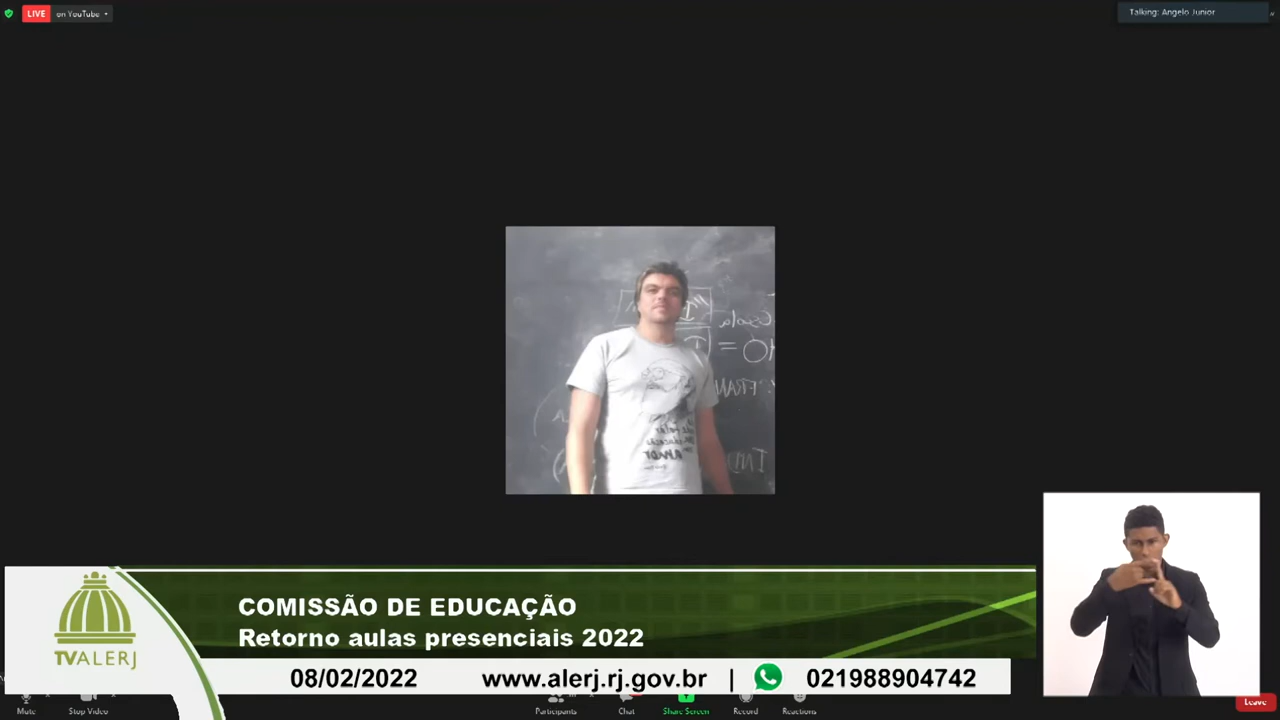 LIVE on YouTube
Talking: Angelo Junior
Escola
COMISSÃO DE EDUCAÇÃO
Retorno aulas presenciais 2022
TVALERJ
08/02/2022 www.alerj.rj.gov.br | 021988904742
Mute Stop Video Participants Chat Share Screen Record Reactions Leave